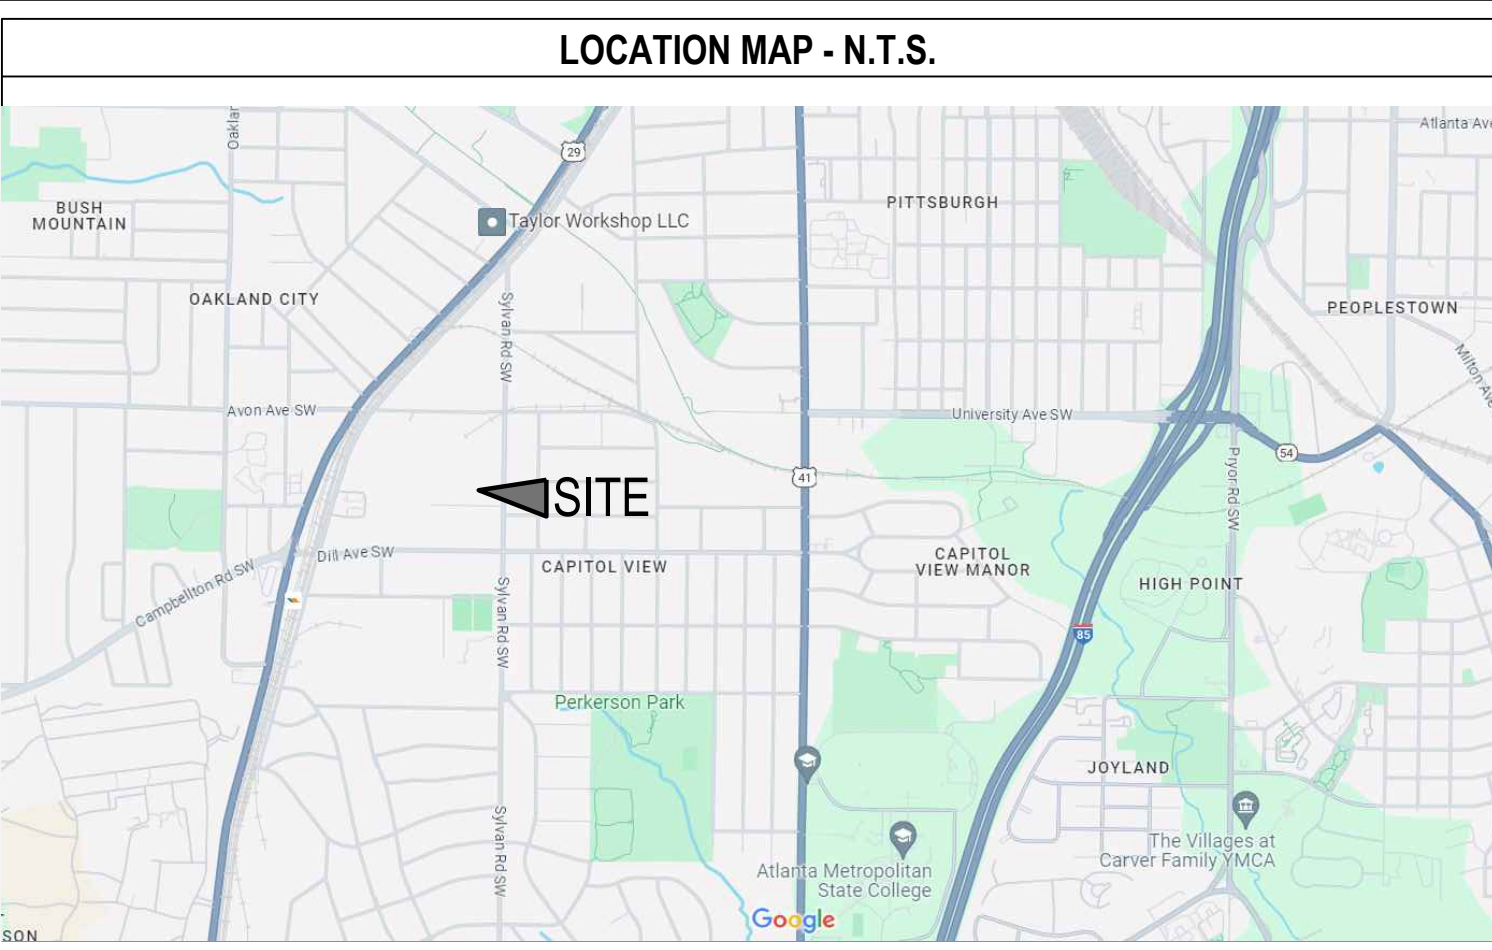 LOCATION MAP - N.T.S.
Oaklan
29
Atlanta Ave
BUSH
MOUNTAIN
PITTSBURGH
Taylor Workshop LLC
OAKLAND CITY
Sylvan Rd SW
PEOPLESTOWN
Milton Ave
Avon Ave SW
University Ave SW
54
41
Pryor Rd SW
SITE
Dill Ave SW
CAPITOL VIEW
CAPITOL
VIEW MANOR
HIGH POINT
Campbellton Rd SW
Sylvan Rd SW
85
Perkerson Park
JOYLAND
Sylvan Rd SW
The Villages at
Carver Family YMCA
Atlanta Metropolitan
State College
Google
SON